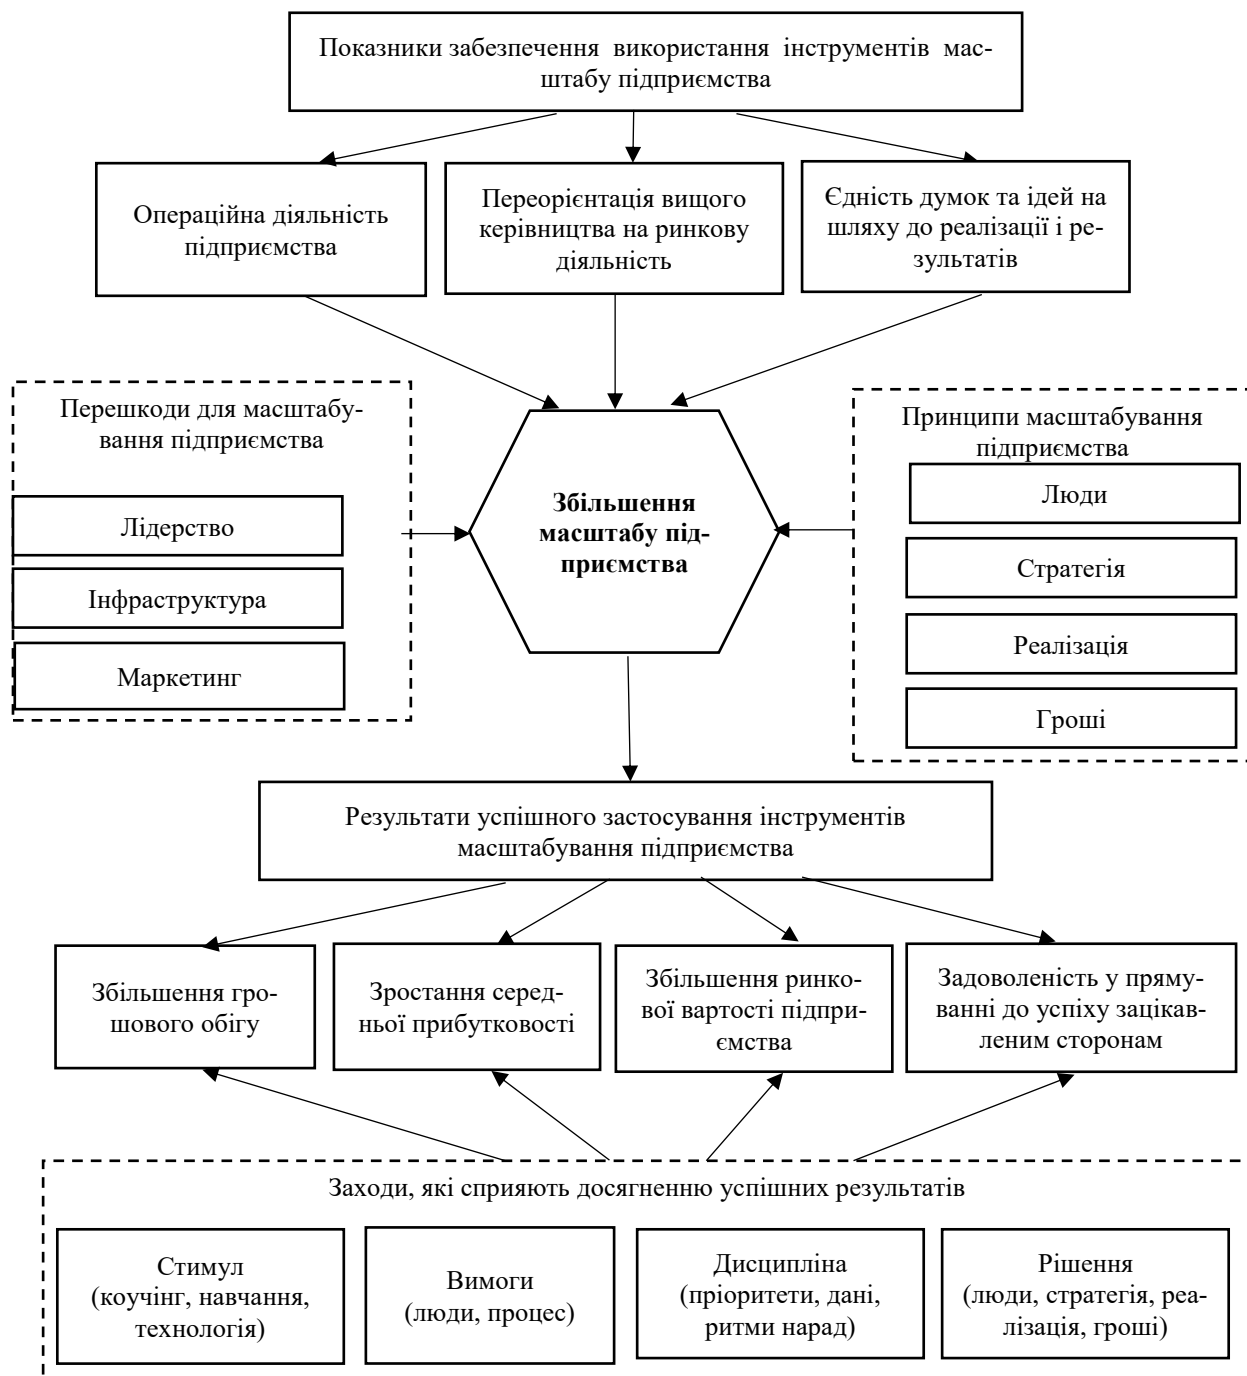 Показники забезпечення використання інструментів мас-
штабу підприємства
Операційна діяльність
підприємства
Переорієнтація вищого
керівництва на ринкову
діяльність
Єдність думок та ідей на
шляху до реалізації і ре-
зультатів
Перешкоди для масштабу-
вання підприємства
Лідерство
Інфраструктура
Маркетинг
Збільшення
масштабу під-
приємства
Принципи масштабування
підприємства
Люди
Стратегія
Реалізація
Гроші
Результати успішного застосування інструментів
масштабування підприємства
Збільшення гро-
шового обігу
Зростання серед-
ньої прибутковості
Збільшення ринко-
вої вартості підпри-
ємства
Задоволеність у пряму-
ванні до успіху зацікав-
леним сторонам
Заходи, які сприяють досягненню успішних результатів
Стимул
(коучінг, навчання,
технологія)
Вимоги
(люди, процес)
Дисципліна
(пріоритети, дані,
ритми нарад)
Рішення
(люди, стратегія, реа-
лізація, гроші)